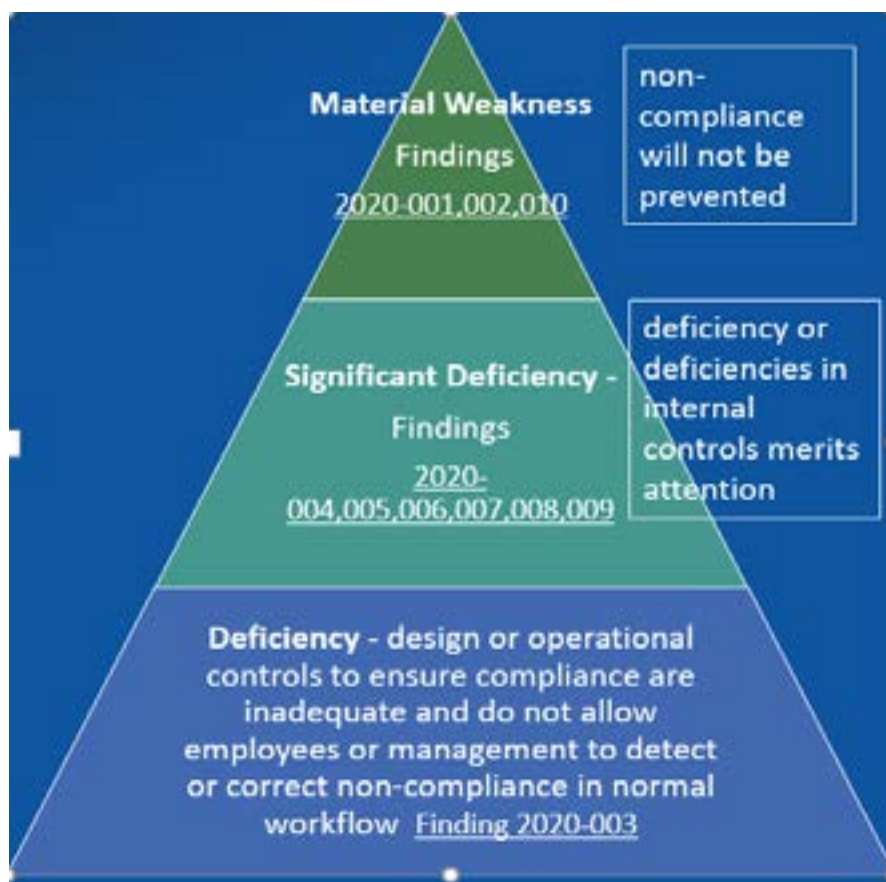 Material Weakness
Findings
2020-001,002,010
non-
compliance
will not be
prevented
Significant Deficiency -
Findings
2020-
004,005,006,007,008,009
deficiency or
deficiencies in
internal
controls merits
attention
Deficiency - design or operational
controls to ensure compliance are
inadequate and do not allow
employees or management to detect
or correct non-compliance in normal
workflow Finding 2020-003